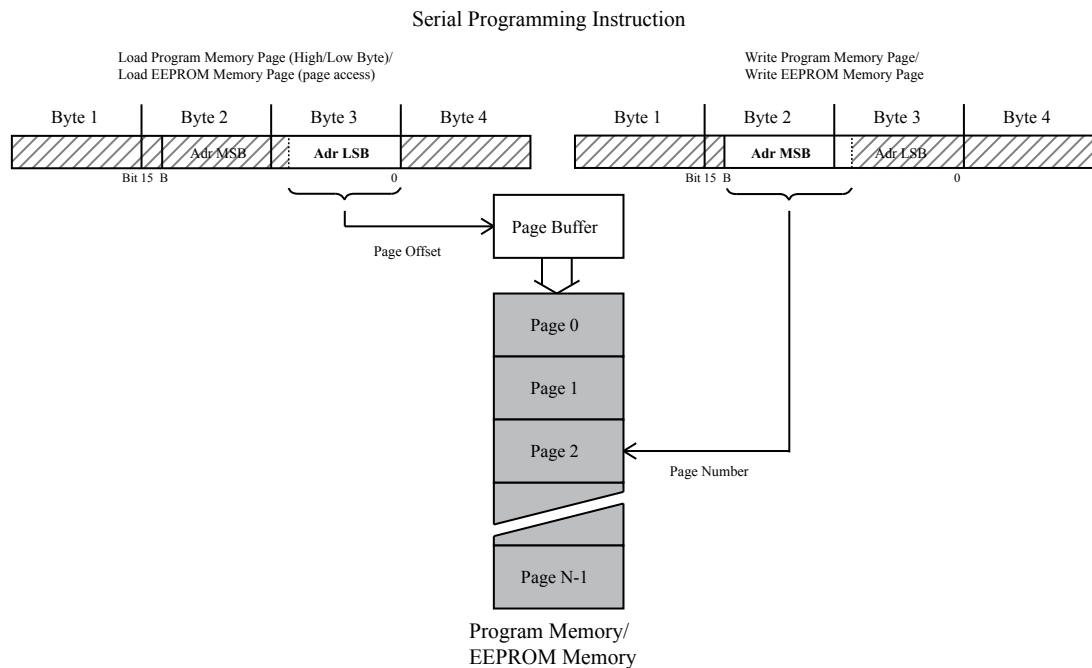 Serial Programming Instruction
Load Program Memory Page (High/Low Byte)/
Load EEPROM Memory Page (page access)
Write Program Memory Page/
Write EEPROM Memory Page
Byte 1 Byte 2 Byte 3 Byte 4
Byte 1 Byte 2 Byte 3 Byte 4
Adr MSB Adr LSB
Adr MSB Adr LSB
Bit 15 B 0
Bit 15 B 0
Page Buffer
Page Offset
Page 0
Page 1
Page 2
Page Number
Page N-1
Program Memory/
EEPROM Memory